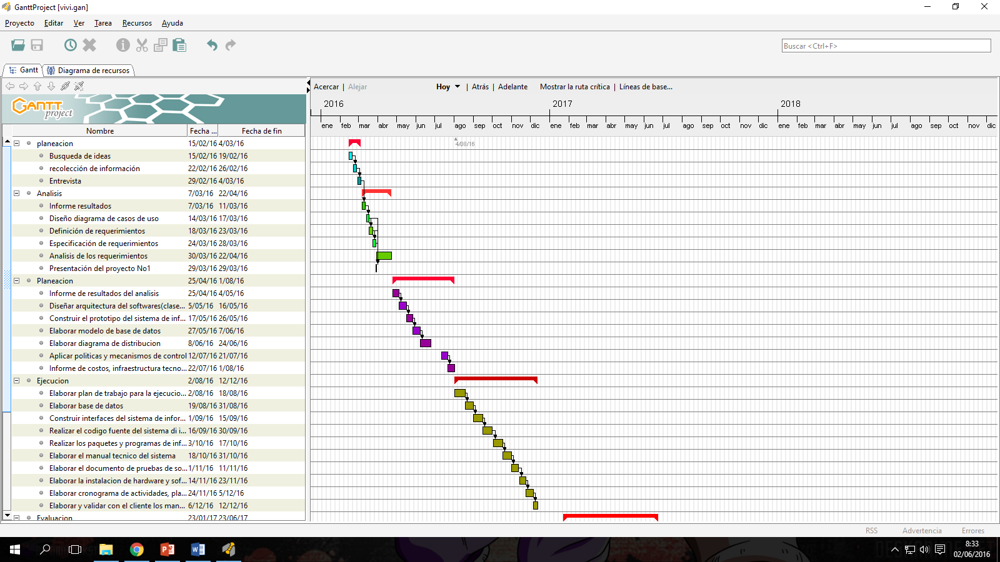 GanttProject [vivi.gan]
Proyecto Editar Ver Tarea Recursos Ayuda
Buscar <Ctrl+F>
Gantt Diagrama de recursos
Acercar | Alejar Hoy | Atrás | Adelante Mostrar la ruta crítica | Líneas de base...
GANTT project
2016 2017 2018
ene feb mar abr may jun jul ago sep oct nov dic ene feb mar abr may jun jul ago sep oct nov dic ene feb mar abr may jun jul ago sep oct nov dic
Nombre Fecha ... Fecha de fin
4/08/16
planeacion 15/02/16 4/03/16
Busqueda de ideas 15/02/16 19/02/16
recolección de información 22/02/16 26/02/16
Entrevista 29/02/16 4/03/16
Analisis 7/03/16 22/04/16
Informe resultados 7/03/16 11/03/16
Diseño diagrama de casos de uso 14/03/16 17/03/16
Definición de requerimientos 18/03/16 23/03/16
Especificación de requerimientos 24/03/16 28/03/16
Analisis de los requerimientos 30/03/16 22/04/16
Presentación del proyecto No1 29/03/16 29/03/16
Planeacion 25/04/16 1/08/16
Informe de resultados del analisis 25/04/16 4/05/16
Diseñar arquitectura del softwares(clase... 5/05/16 16/05/16
Construir el prototipo del sistema de inf... 17/05/16 26/05/16
Elaborar modelo de base de datos 27/05/16 7/06/16
Elaborar diagrama de distribucion 8/06/16 24/06/16
Aplicar politicas y mecanismos de control 12/07/16 21/07/16
Informe de costos, infraestructura tecno... 22/07/16 1/08/16
Ejecucion 2/08/16 12/12/16
Elaborar plan de trabajo para la ejecucio... 2/08/16 18/08/16
Elaborar base de datos 19/08/16 31/08/16
Construir interfaces del sistema de infor... 1/09/16 15/09/16
Realizar el codigo fuente del sistema di i... 16/09/16 30/09/16
Realizar los paquetes y programas de inf... 3/10/16 17/10/16
Elaborar el manual tecnico del sistema 18/10/16 31/10/16
Elaborar el documento de pruebas de so... 1/11/16 11/11/16
Elaborar la instalacion de hardware y sof... 14/11/16 23/11/16
Elaborar cronograma de actividades, pla... 24/11/16 5/12/16
Elaborar y validar con el cliente los man... 6/12/16 12/12/16
Evaluacion 23/01/17 23/06/17
RSS Advertencia Errores
8:33
02/06/2016